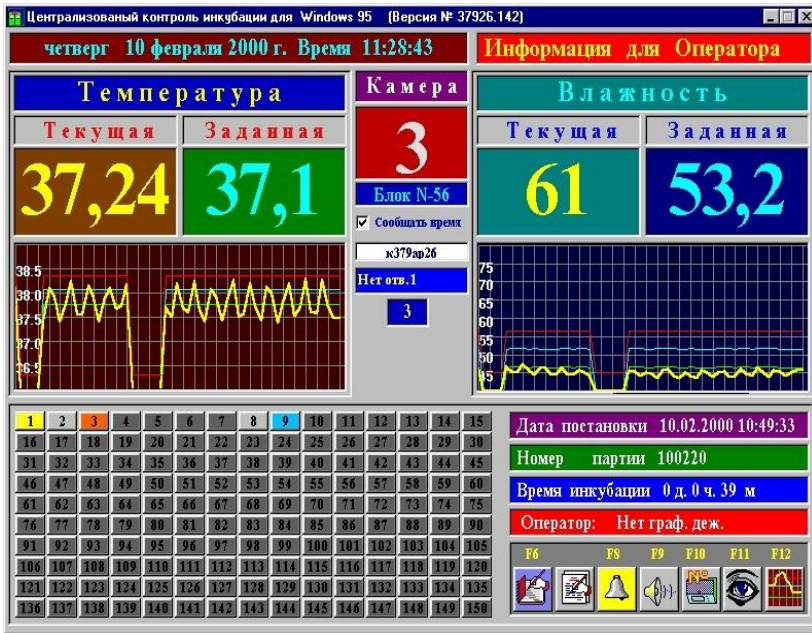 Централизованый контроль инкубации для Windows 95 (Версия № 37926.142)
четверг 10 февраля 2000 г. Время 11:28:43
Информация для Оператора
Температура
Камера
Влажность
Текущая Заданная
Текущая Заданная
37,24 37,1
3
61 53,2
Блок N-56
Сообщать время
к379ар26
Нет отв.1
3
38.5
38.0
37.5
37.0
36.5
75
70
65
60
55
50
45
1 2 3 4 5 6 7 8 9 10 11 12 13 14 15
16 17 18 19 20 21 22 23 24 25 26 27 28 29 30
31 32 33 34 35 36 37 38 39 40 41 42 43 44 45
46 47 48 49 50 51 52 53 54 55 56 57 58 59 60
61 62 63 64 65 66 67 68 69 70 71 72 73 74 75
76 77 78 79 80 81 82 83 84 85 86 87 88 89 90
91 92 93 94 95 96 97 98 99 100 101 102 103 104 105
106 107 108 109 110 111 112 113 114 115 116 117 118 119 120
121 122 123 124 125 126 127 128 129 130 131 132 133 134 135
136 137 138 139 140 141 142 143 144 145 146 147 148 149 150
Дата постановки 10.02.2000 10:49:33
Номер партии 100220
Время инкубации 0 д. 0 ч. 39 м
Оператор: Нет граф. деж.
F6 F8 F9 F10 F11 F12
№